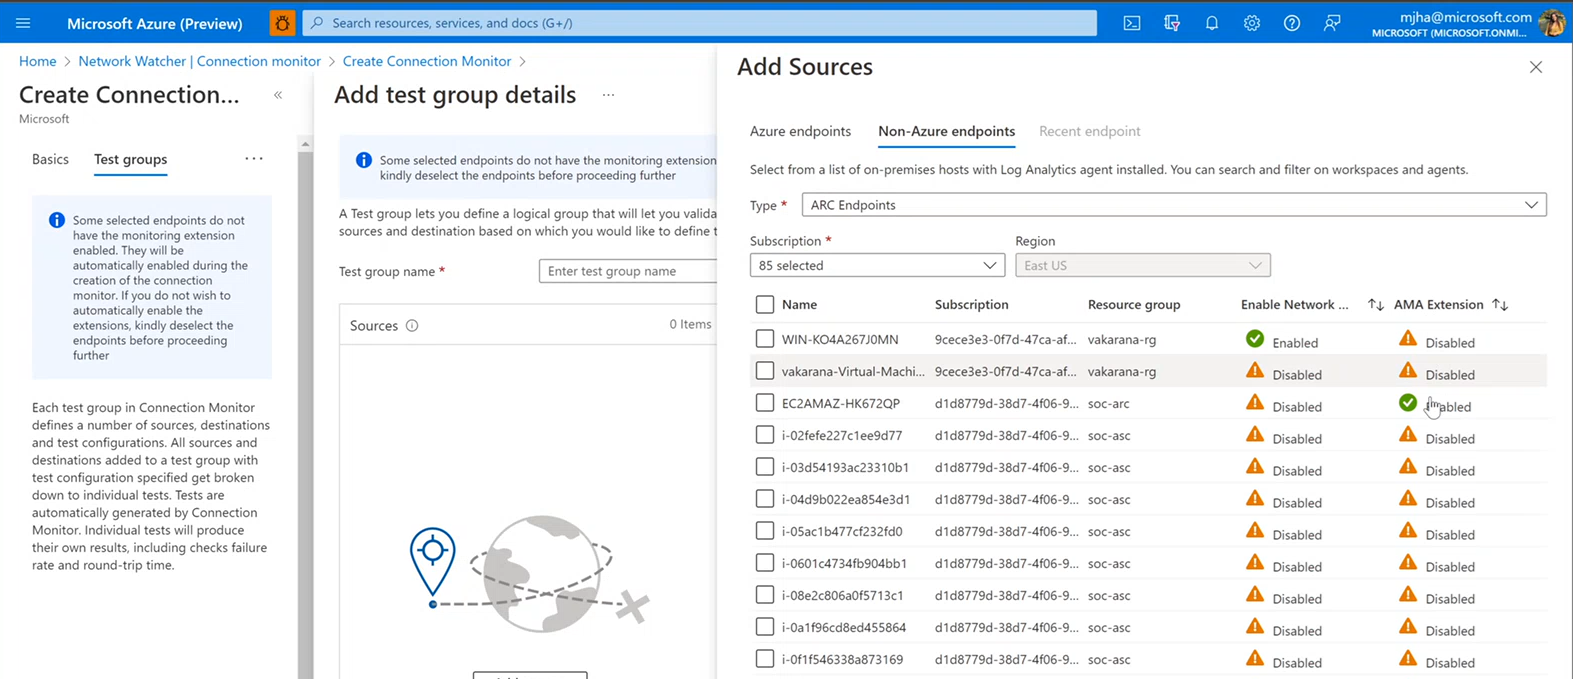 Microsoft Azure (Preview)
Search resources, services, and docs (G+/)
mjha@microsoft.com
MICROSOFT (MICROSOFT.ONMI...
Home > Network Watcher | Connection monitor > Create Connection Monitor >
Create Connection...
«
Microsoft
Basics
Test groups
...
Some selected endpoints do not
have the monitoring extension
enabled. They will be
automatically enabled during the
creation of the connection
monitor. If you do not wish to
automatically enable the
extensions, kindly deselect the
endpoints before proceeding
further
Each test group in Connection Monitor
defines a number of sources, destinations
and test configurations. All sources and
destinations added to a test group with
test configuration specified get broken
down to individual tests. Tests are
automatically generated by Connection
Monitor. Individual tests will produce
their own results, including checks failure
rate and round-trip time.
Add test group details ...
Some selected endpoints do not have the monitoring extension
kindly deselect the endpoints before proceeding further
A Test group lets you define a logical group that will let you valida
sources and destination based on which you would like to define t
Test group name *
Enter test group name
Sources
0 Items
Add Sources
Azure endpoints
Non-Azure endpoints
Recent endpoint
Select from a list of on-premises hosts with Log Analytics agent installed. You can search and filter on workspaces and agents.
Type *
ARC Endpoints
Subscription *
Region
85 selected
East US
Name Subscription Resource group Enable Network ... AMA Extension
WIN-KO4A267J0MN 9cece3e3-0f7d-47ca-af... vakarana-rg Enabled Disabled
vakarana-Virtual-Machi... 9cece3e3-0f7d-47ca-af... vakarana-rg Disabled Disabled
EC2AMAZ-HK672QP d1d8779d-38d7-4f06-9... soc-arc Disabled
i-02fefe227c1ee9d77 d1d8779d-38d7-4f06-9... soc-asc Disabled Disabled
i-03d54193ac23310b1 d1d8779d-38d7-4f06-9... soc-asc Disabled Disabled
i-04d9b022ea854e3d1 d1d8779d-38d7-4f06-9... soc-asc Disabled Disabled
i-05ac1b477cf232fd0 d1d8779d-38d7-4f06-9... soc-asc Disabled Disabled
i-0601c4734fb904bb1 d1d8779d-38d7-4f06-9... soc-asc Disabled Disabled
i-08e2c806a0f5713c1 d1d8779d-38d7-4f06-9... soc-asc Disabled Disabled
i-0a1f96cd8ed455864 d1d8779d-38d7-4f06-9... soc-asc Disabled Disabled
i-0f1f546338a873169 d1d8779d-38d7-4f06-9... soc-asc Disabled Disabled